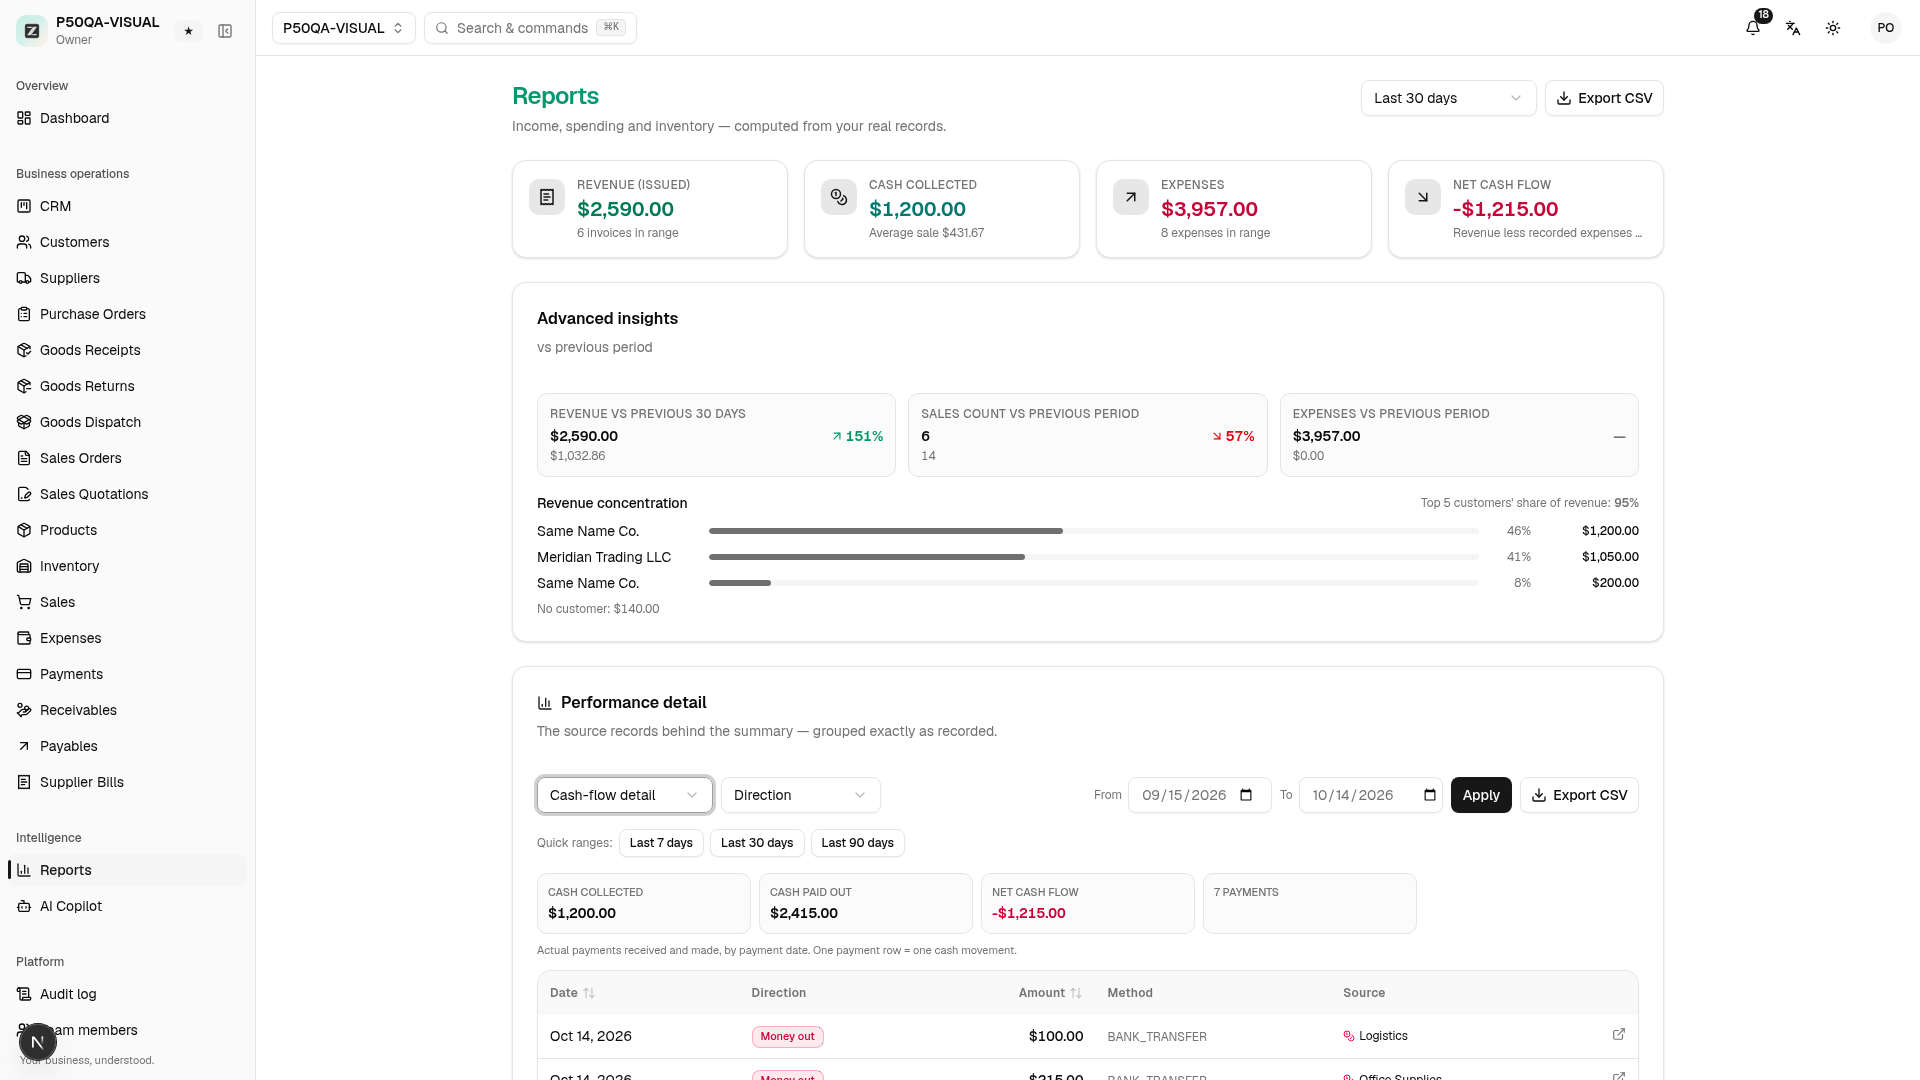 P50QA-VISUAL
Owner
P50QA-VISUAL
Search & commands
⌘K
18
PO
Overview
Dashboard
Business operations
CRM
Customers
Suppliers
Purchase Orders
Goods Receipts
Goods Returns
Goods Dispatch
Sales Orders
Sales Quotations
Products
Inventory
Sales
Expenses
Payments
Receivables
Payables
Supplier Bills
Intelligence
Reports
AI Copilot
Platform
Audit log
members
N
business, understood.
Reports
Income, spending and inventory — computed from your real records.
Last 30 days
Export CSV
REVENUE (ISSUED)
$2,590.00
6 invoices in range
CASH COLLECTED
$1,200.00
Average sale $431.67
EXPENSES
$3,957.00
8 expenses in range
NET CASH FLOW
-$1,215.00
Revenue less recorded expenses ...
Advanced insights
vs previous period
REVENUE VS PREVIOUS 30 DAYS
$2,590.00 151%
$1,032.86
SALES COUNT VS PREVIOUS PERIOD
6 57%
14
EXPENSES VS PREVIOUS PERIOD
$3,957.00 —
$0.00
Revenue concentration Top 5 customers' share of revenue: 95%
Same Name Co. 46% $1,200.00
Meridian Trading LLC 41% $1,050.00
Same Name Co. 8% $200.00
No customer: $140.00
Performance detail
The source records behind the summary — grouped exactly as recorded.
Cash-flow detail Direction From 09/15/2026 To 10/14/2026 Apply Export CSV
Quick ranges: Last 7 days Last 30 days Last 90 days
CASH COLLECTED
$1,200.00
CASH PAID OUT
$2,415.00
NET CASH FLOW
-$1,215.00
7 PAYMENTS
Actual payments received and made, by payment date. One payment row = one cash movement.
Date Direction Amount Method Source
Oct 14, 2026 Money out $100.00 BANK_TRANSFER Logistics
Oct 14, 2026 Money out $215.00 BANK_TRANSFER Office Supplies